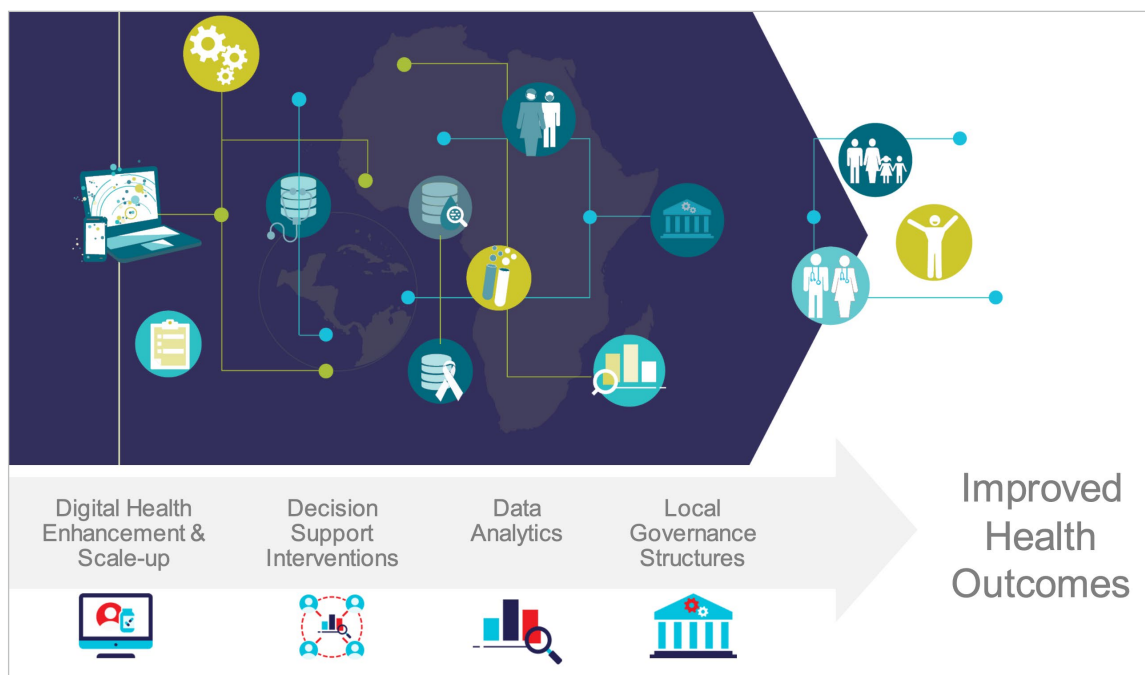 Digital Health
Enhancement &
Scale-up
Decision
Support
Interventions
Data
Analytics
Local
Governance
Structures
Improved
Health
Outcomes